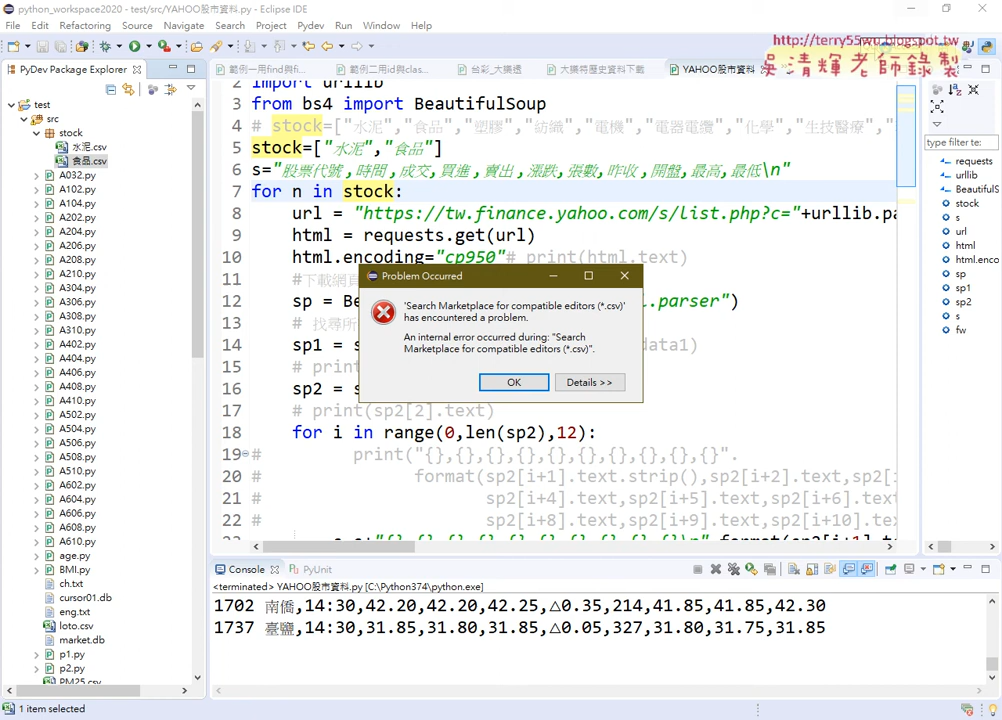 python_workspace2020 - test/src/YAHOO股市資料.py - Eclipse IDE
File Edit Refactoring Source Navigate Search Project Pydev Run Window Help
http://terry55wu.blogspot.tw
吳清輝老師錄製
PyDev Package Explorer
範例一用find與fi...
範例二用id與clas...
台彩_大樂透
大樂特歷史資料下載
YAHOO股市資料
test
src
stock
水泥.csv
食品.csv
A032.py
A102.py
A104.py
A202.py
A206.py
A208.py
A210.py
A304.py
A306.py
A308.py
A310.py
A402.py
A404.py
A406.py
A408.py
A410.py
A502.py
A504.py
A506.py
A508.py
A510.py
A602.py
A604.py
A606.py
A608.py
A610.py
age.py
BMI.py
ch.txt
cursor01.db
eng.txt
loto.csv
market.db
p1.py
p2.py
PM25.csv
2 import urllib
3 from bs4 import BeautifulSoup
4 # stock=["水泥","食品","塑膠","紡織","電機","電器電纜","化學","生技醫療","
5 stock=["水泥","食品"]
6 s="股票代號,時間,成交,買進,賣出,漲跌,張數,昨收,開盤,最高,最低\n"
7 for n in stock:
8 url = "https://tw.finance.yahoo.com/s/list.php?c="+urllib.pa
9 html = requests.get(url)
10 html.encoding="cp950"# print(html.text)
11 #下載網頁
12 sp = Be
l.parser")
13 # 找尋所
14 sp1 = s
data1)
15 # prin
16 sp2 = s
17 # print(sp2[2].text)
18 for i in range(0,len(sp2),12):
19 # print("{},{},{},{},{},{},{},{},{},{}".
20 # format(sp2[i+1].text.strip(),sp2[i+2].text,sp2[i
21 # sp2[i+4].text,sp2[i+5].text,sp2[i+6].text
22 # sp2[i+8].text,sp2[i+9].text,sp2[i+10].tex
Problem Occurred
'Search Marketplace for compatible editors (*.csv)'
has encountered a problem.
An internal error occurred during: "Search
Marketplace for compatible editors (*.csv)".
OK
Details >>
type filter te:
requests
urllib
BeautifulS
stock
s
url
html
html.enco
sp
sp1
sp2
s
fw
Console
PyUnit
<terminated> YAHOO股市資料.py [C:\Python374\python.exe]
1702 南僑,14:30,42.20,42.20,42.25,△0.35,214,41.85,41.85,42.30
1737 臺鹽,14:30,31.85,31.80,31.85,△0.05,327,31.80,31.75,31.85
1 item selected